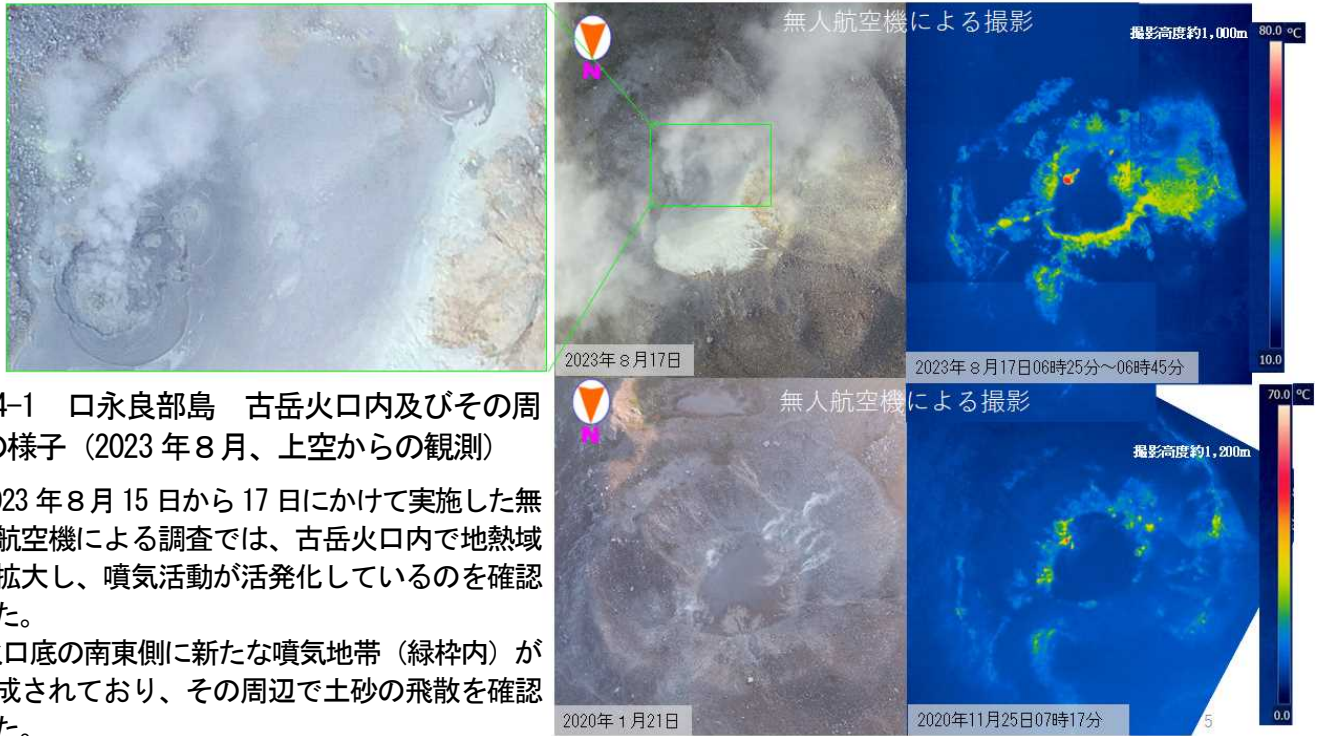 無人航空機による撮影
撮影高度約1,000m
80.0 ℃
N
2023年８月17日
2023年８月17日06時25分～06時45分
10.0
4-1 口永良部島 古岳火口内及びその周
の様子（2023 年８月、上空からの観測）
023 年８月 15 日から 17 日にかけて実施した無
航空機による調査では、古岳火口内で地熱域
拡大し、噴気活動が活発化しているのを確認
た。
火口底の南東側に新たな噴気地帯（緑枠内）が
成されており、その周辺で土砂の飛散を確認
た。
無人航空機による撮影
70.0 ℃
撮影高度約1,200m
N
2020年１月21日
2020年11月25日07時17分
5
0.0